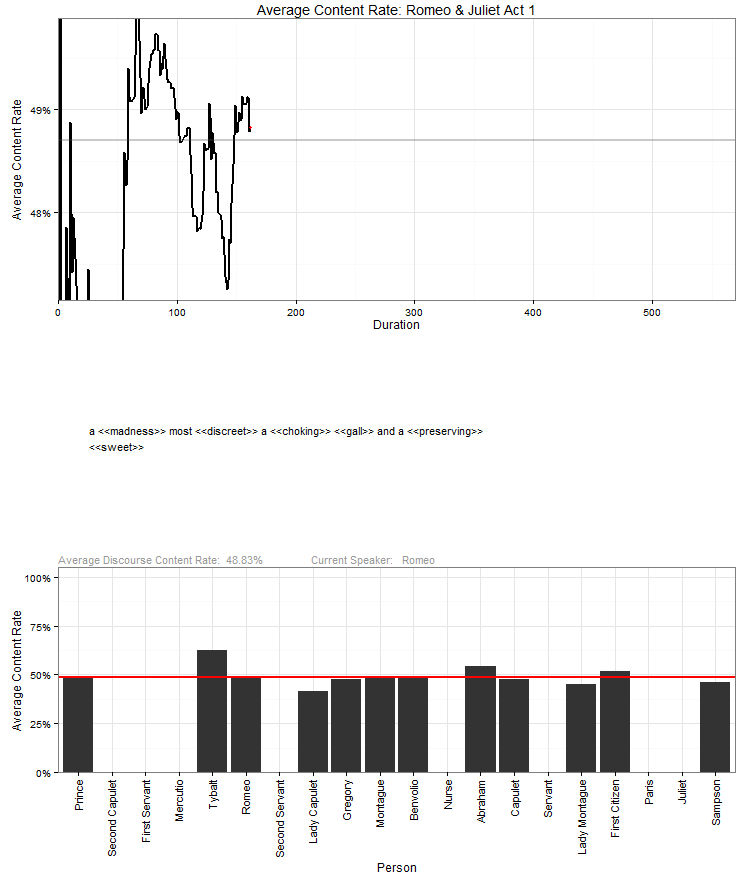 Average Content Rate: Romeo & Juliet Act 1
Average Content Rate
49%
48%
0 100 200 300 400 500
Duration
a <<madness>> most <<discreet>> a <<choking>> <<gall>> and a <<preserving>>
<<sweet>>
Average Discourse Content Rate: 48.83% Current Speaker: Romeo
Average Content Rate
100%
75%
50%
25%
0%
Prince
Second Capulet
First Servant
Mercutio
Tybalt
Romeo
Second Servant
Lady Capulet
Gregory
Montague
Benvolio
Nurse
Abraham
Capulet
Servant
Lady Montague
First Citizen
Paris
Juliet
Sampson
Person